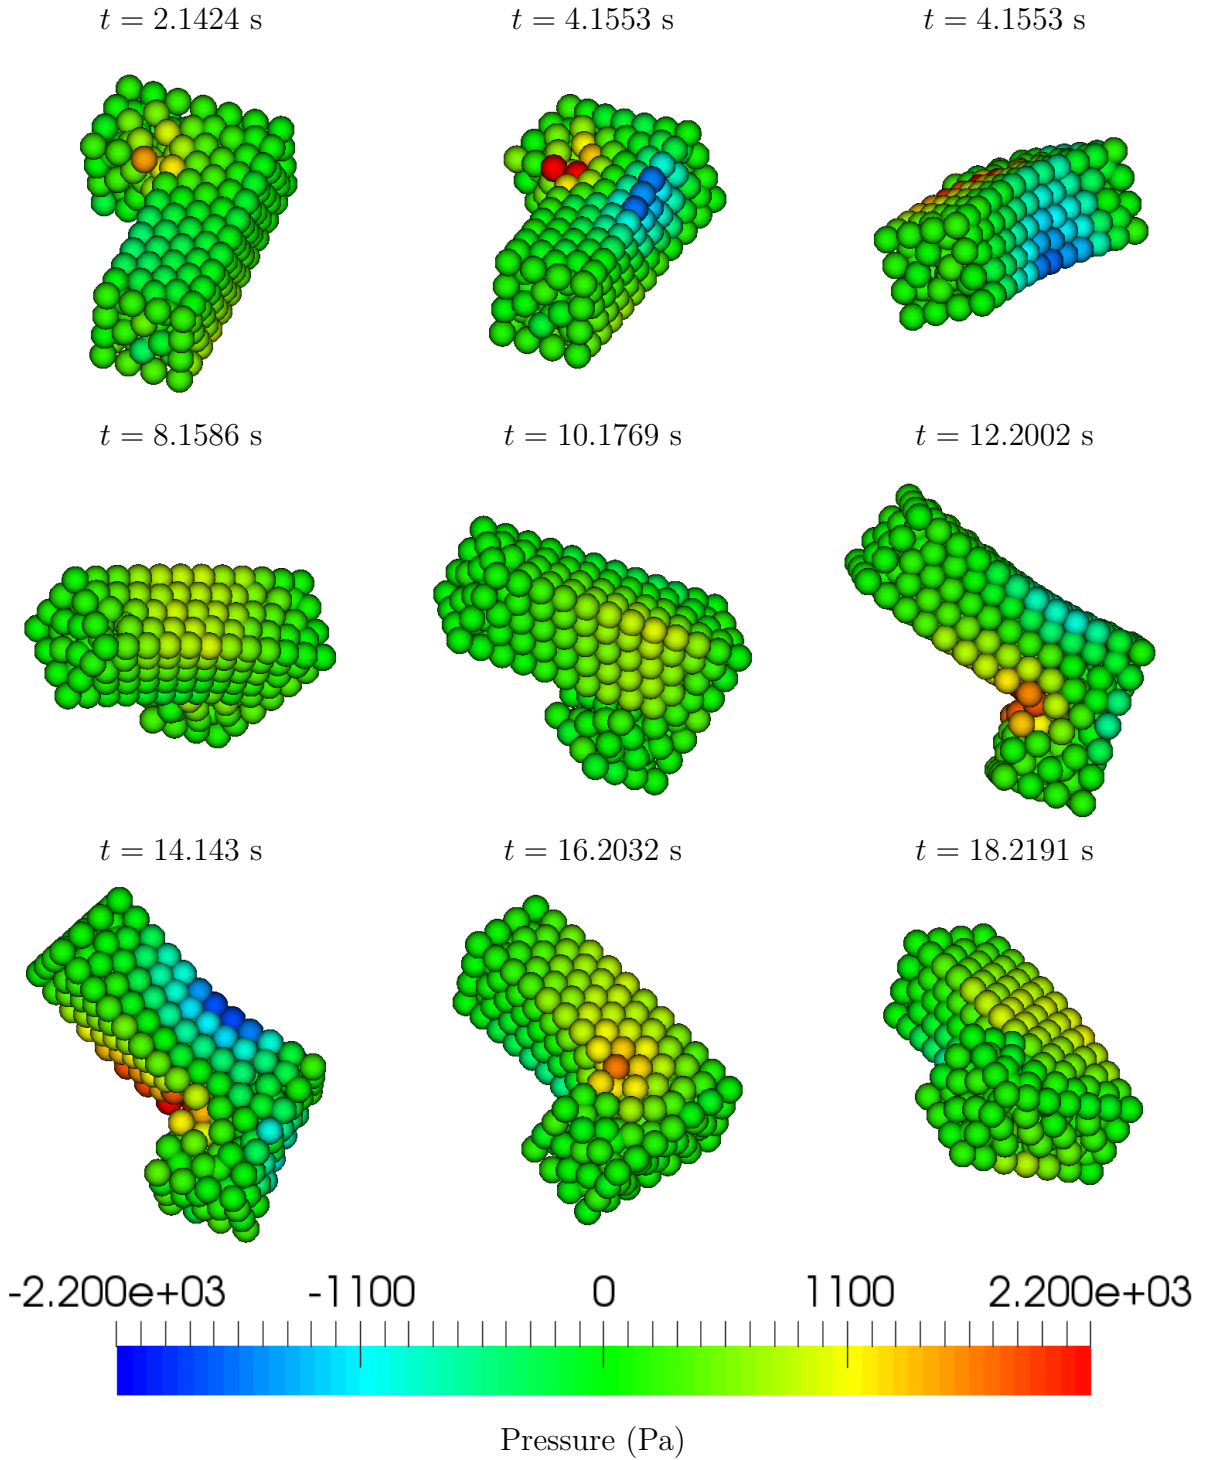 t = 2.1424 s t = 4.1553 s t = 4.1553 s
t = 8.1586 s t = 10.1769 s t = 12.2002 s
t = 14.143 s t = 16.2032 s t = 18.2191 s
-2.200e+03 -1100 0 1100 2.200e+03
Pressure (Pa)